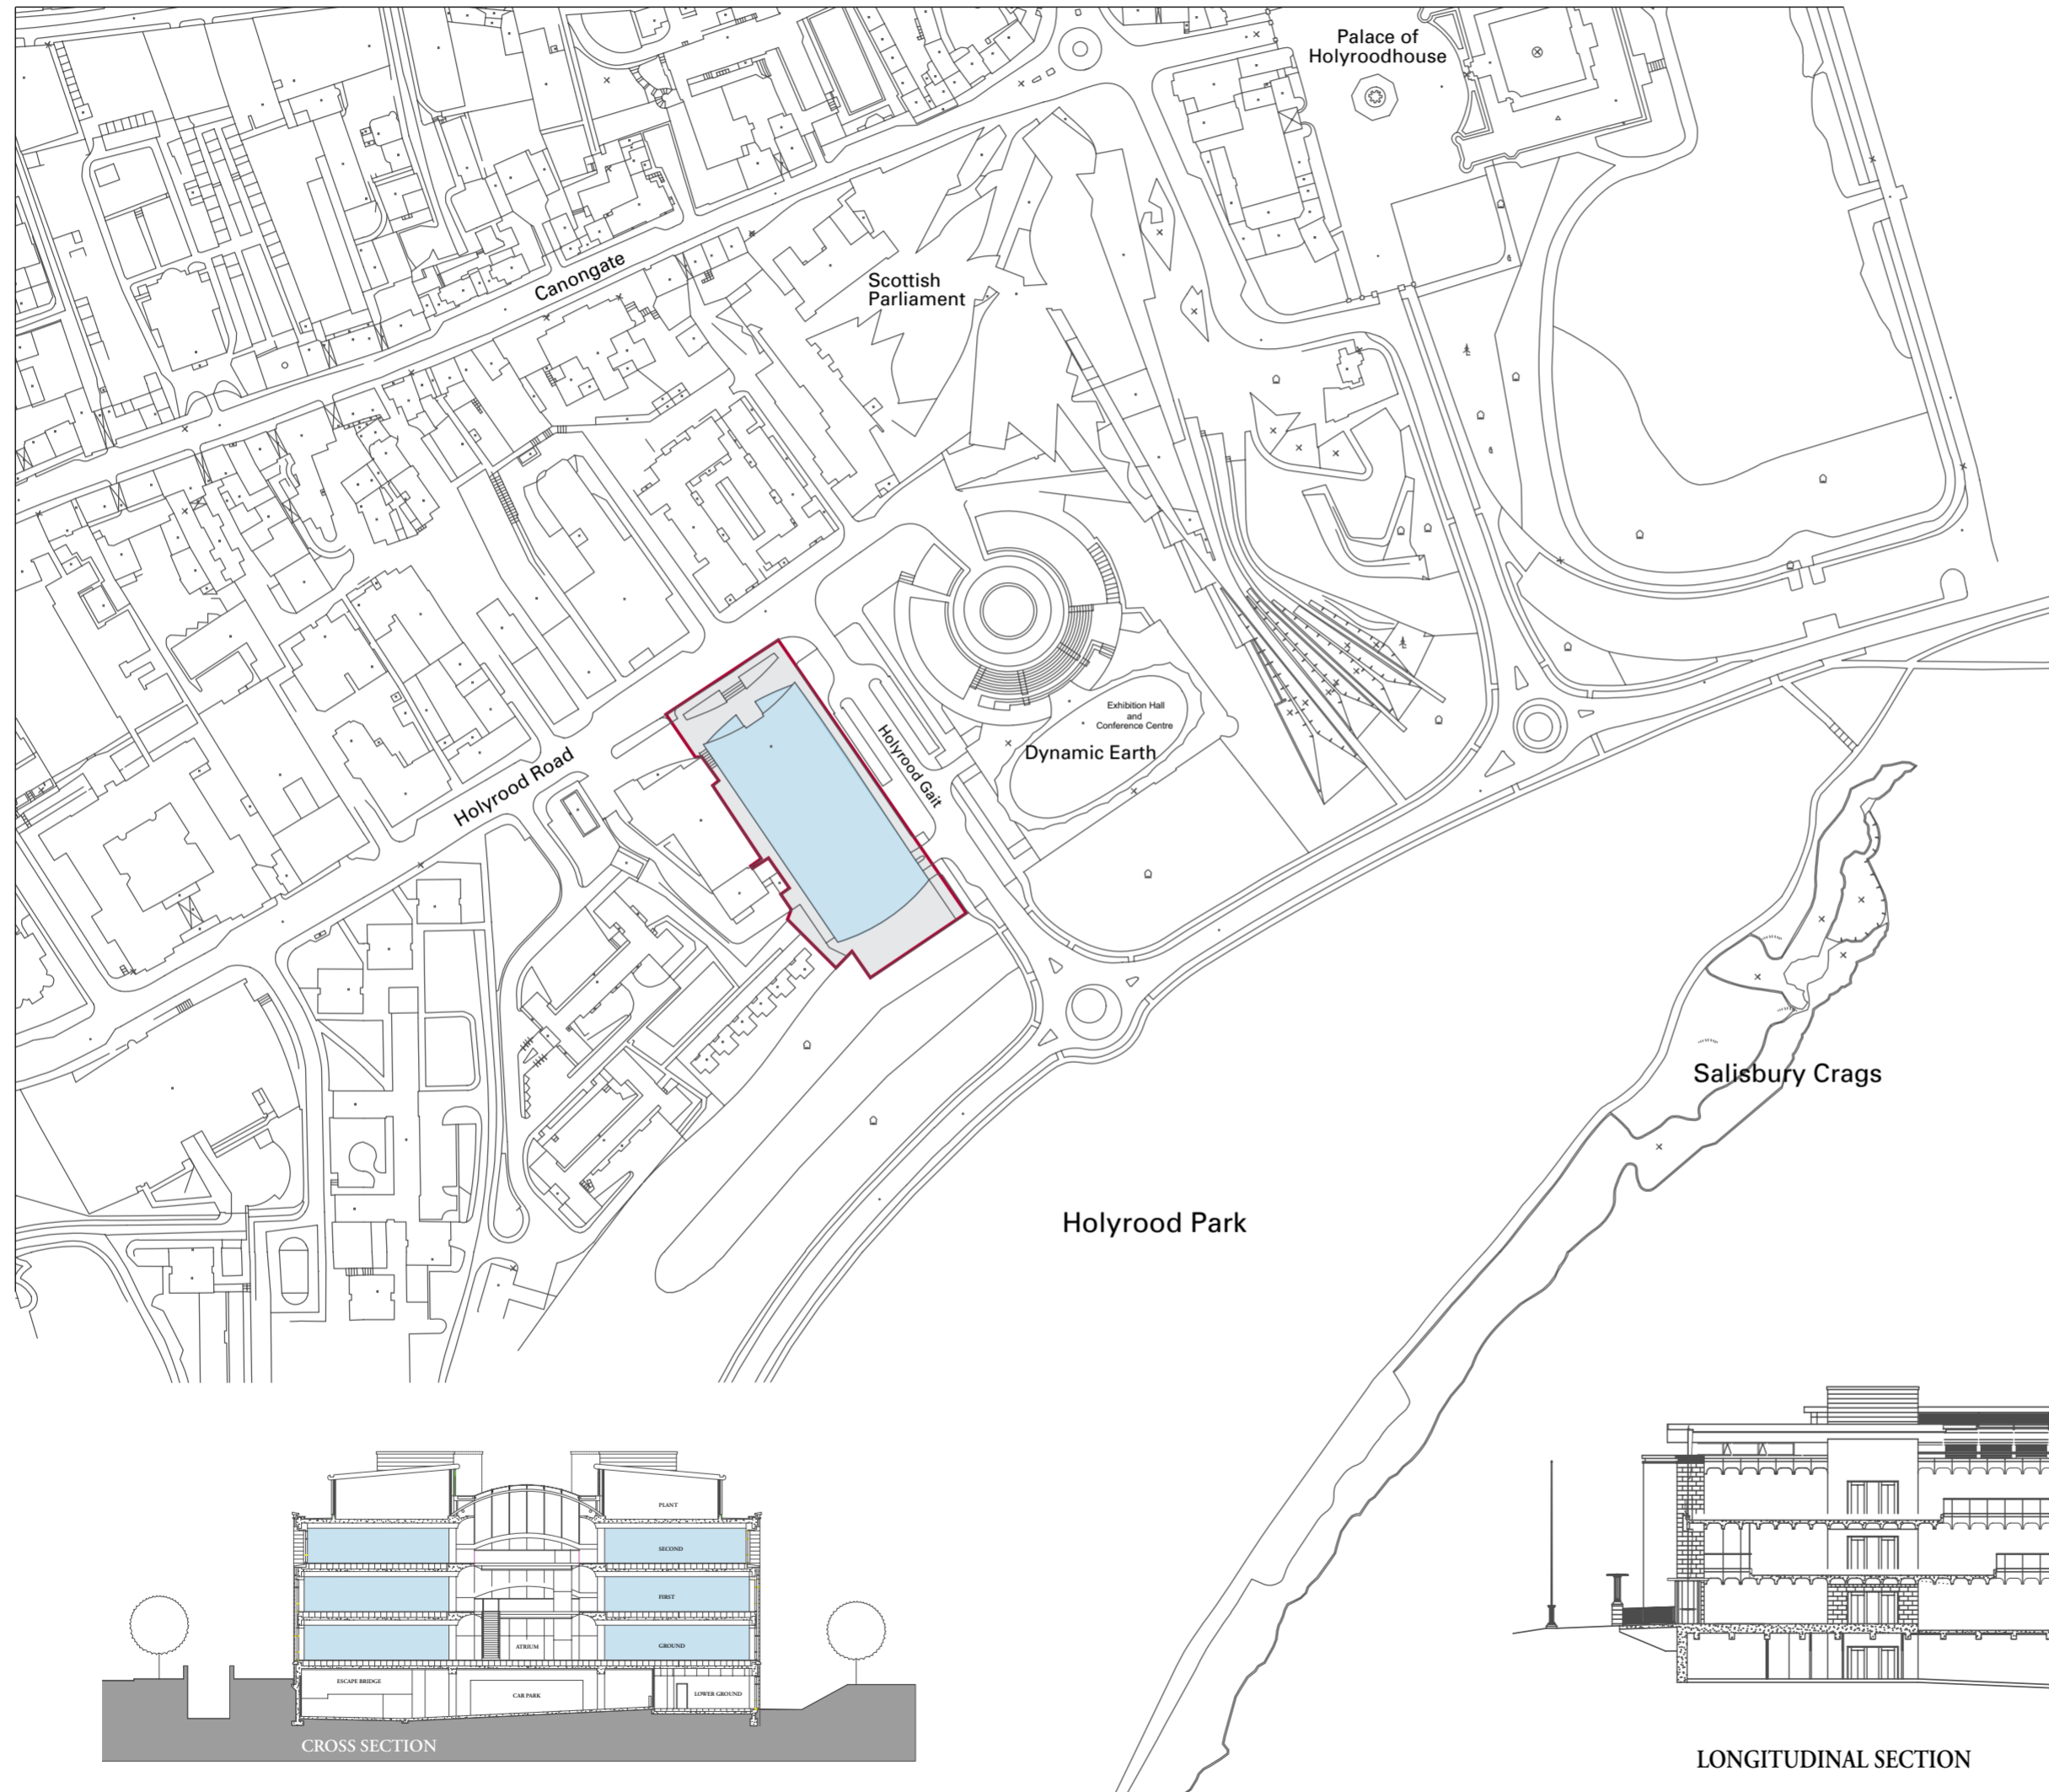 Palace of
Holyroodhouse
Canongate
Scottish
Parliament
Exhibition Hall
and
Conference Centre
Dynamic Earth
Holyrood Gait
Holyrood Road
Salisbury Crags
Holyrood Park
PLANT
SECOND
FIRST
ATRIUM
GROUND
ESCAPE BRIDGE
CAR PARK
LOWER GROUND
CROSS SECTION
LONGITUDINAL SECTION